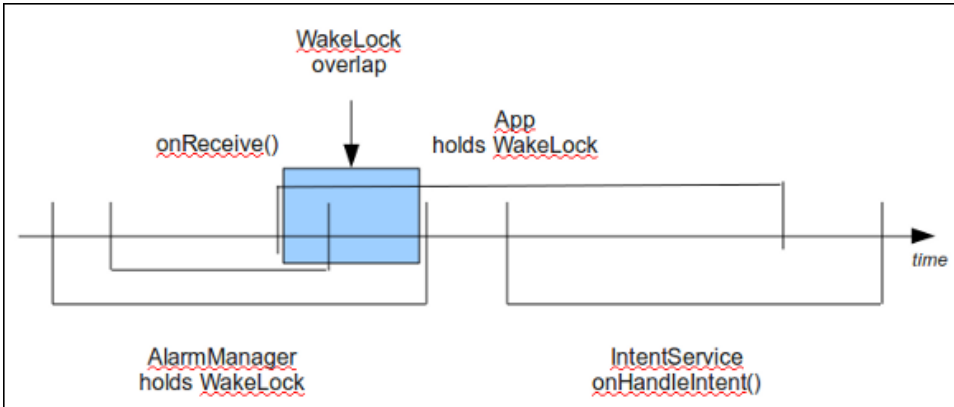 WakeLock
overlap
onReceive()
App
holds WakeLock
time
AlarmManager
holds WakeLock
IntentService
onHandleIntent()